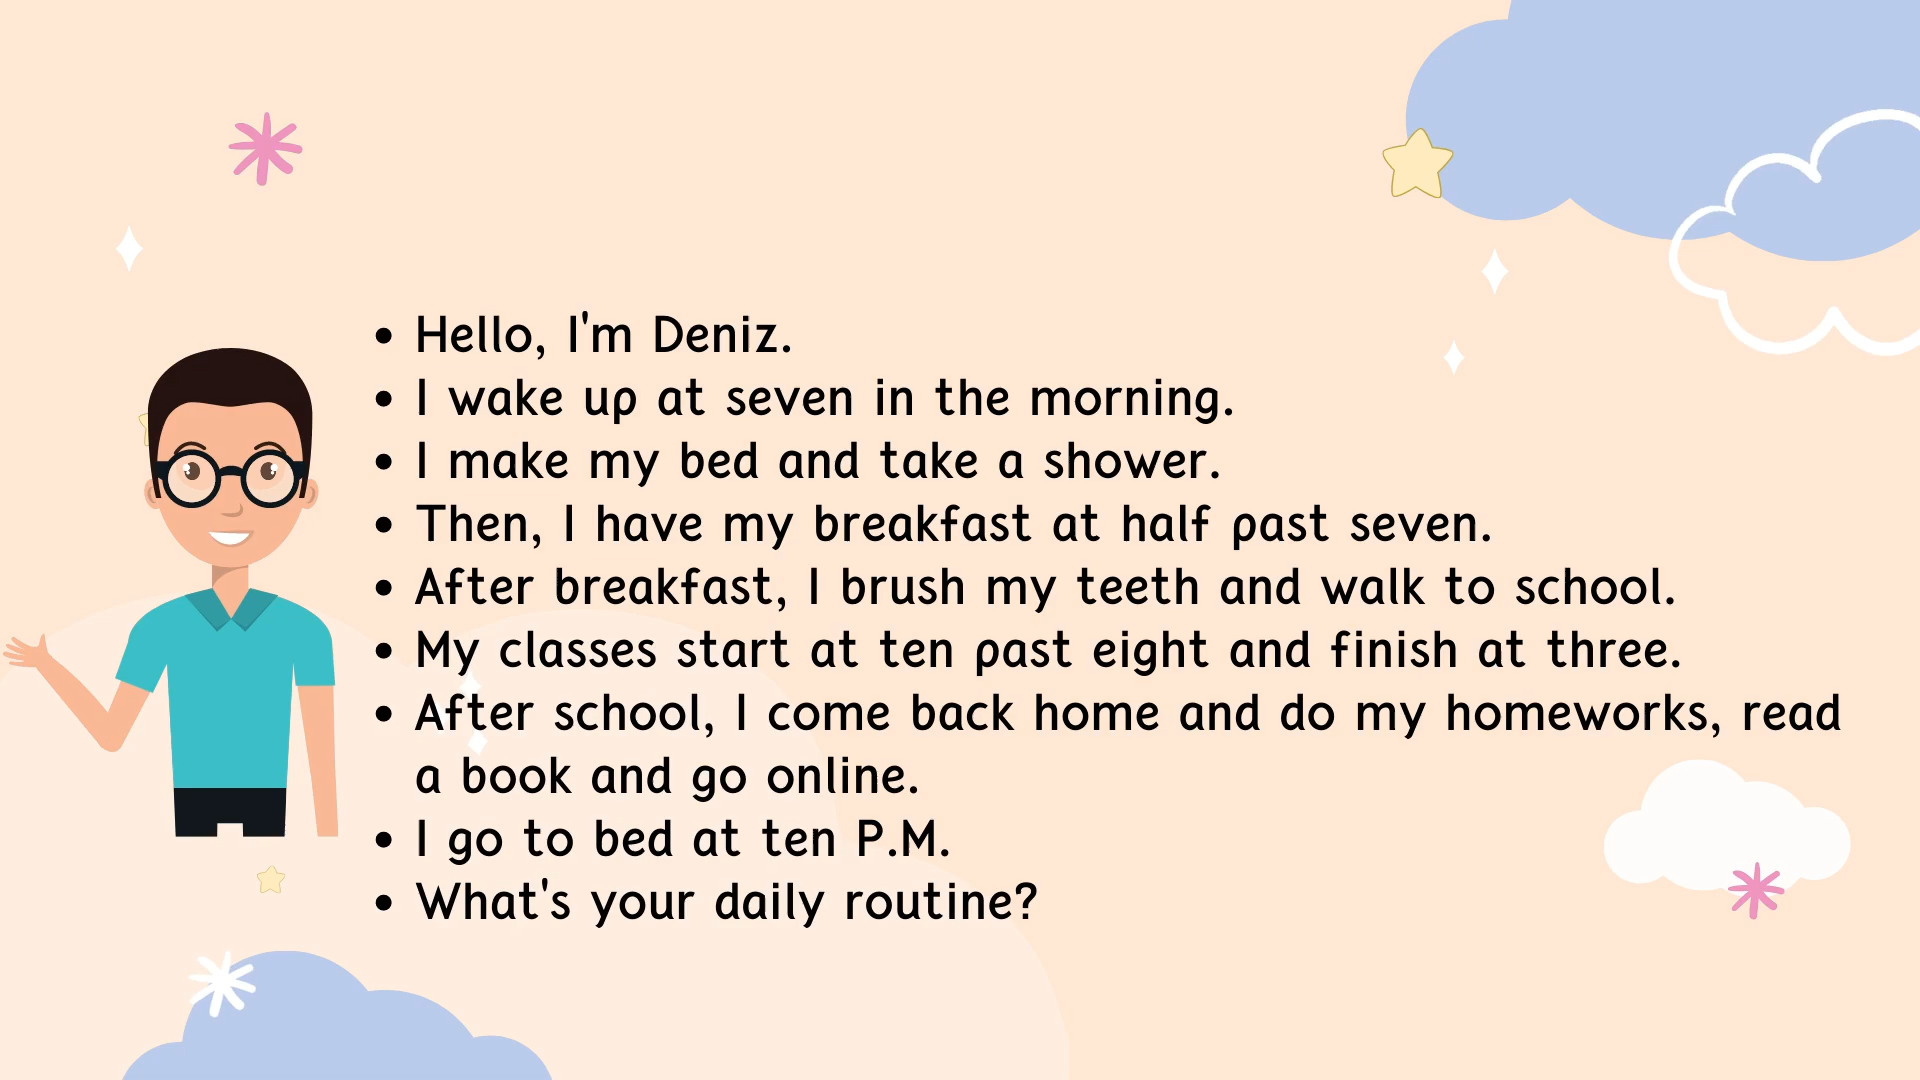 • Hello, I'm Deniz.
• I wake up at seven in the morning.
• I make my bed and take a shower.
• Then, I have my breakfast at half past seven.
• After breakfast, I brush my teeth and walk to school.
• My classes start at ten past eight and finish at three.
• After school, I come back home and do my homeworks, read
a book and go online.
• I go to bed at ten P.M.
• What's your daily routine?